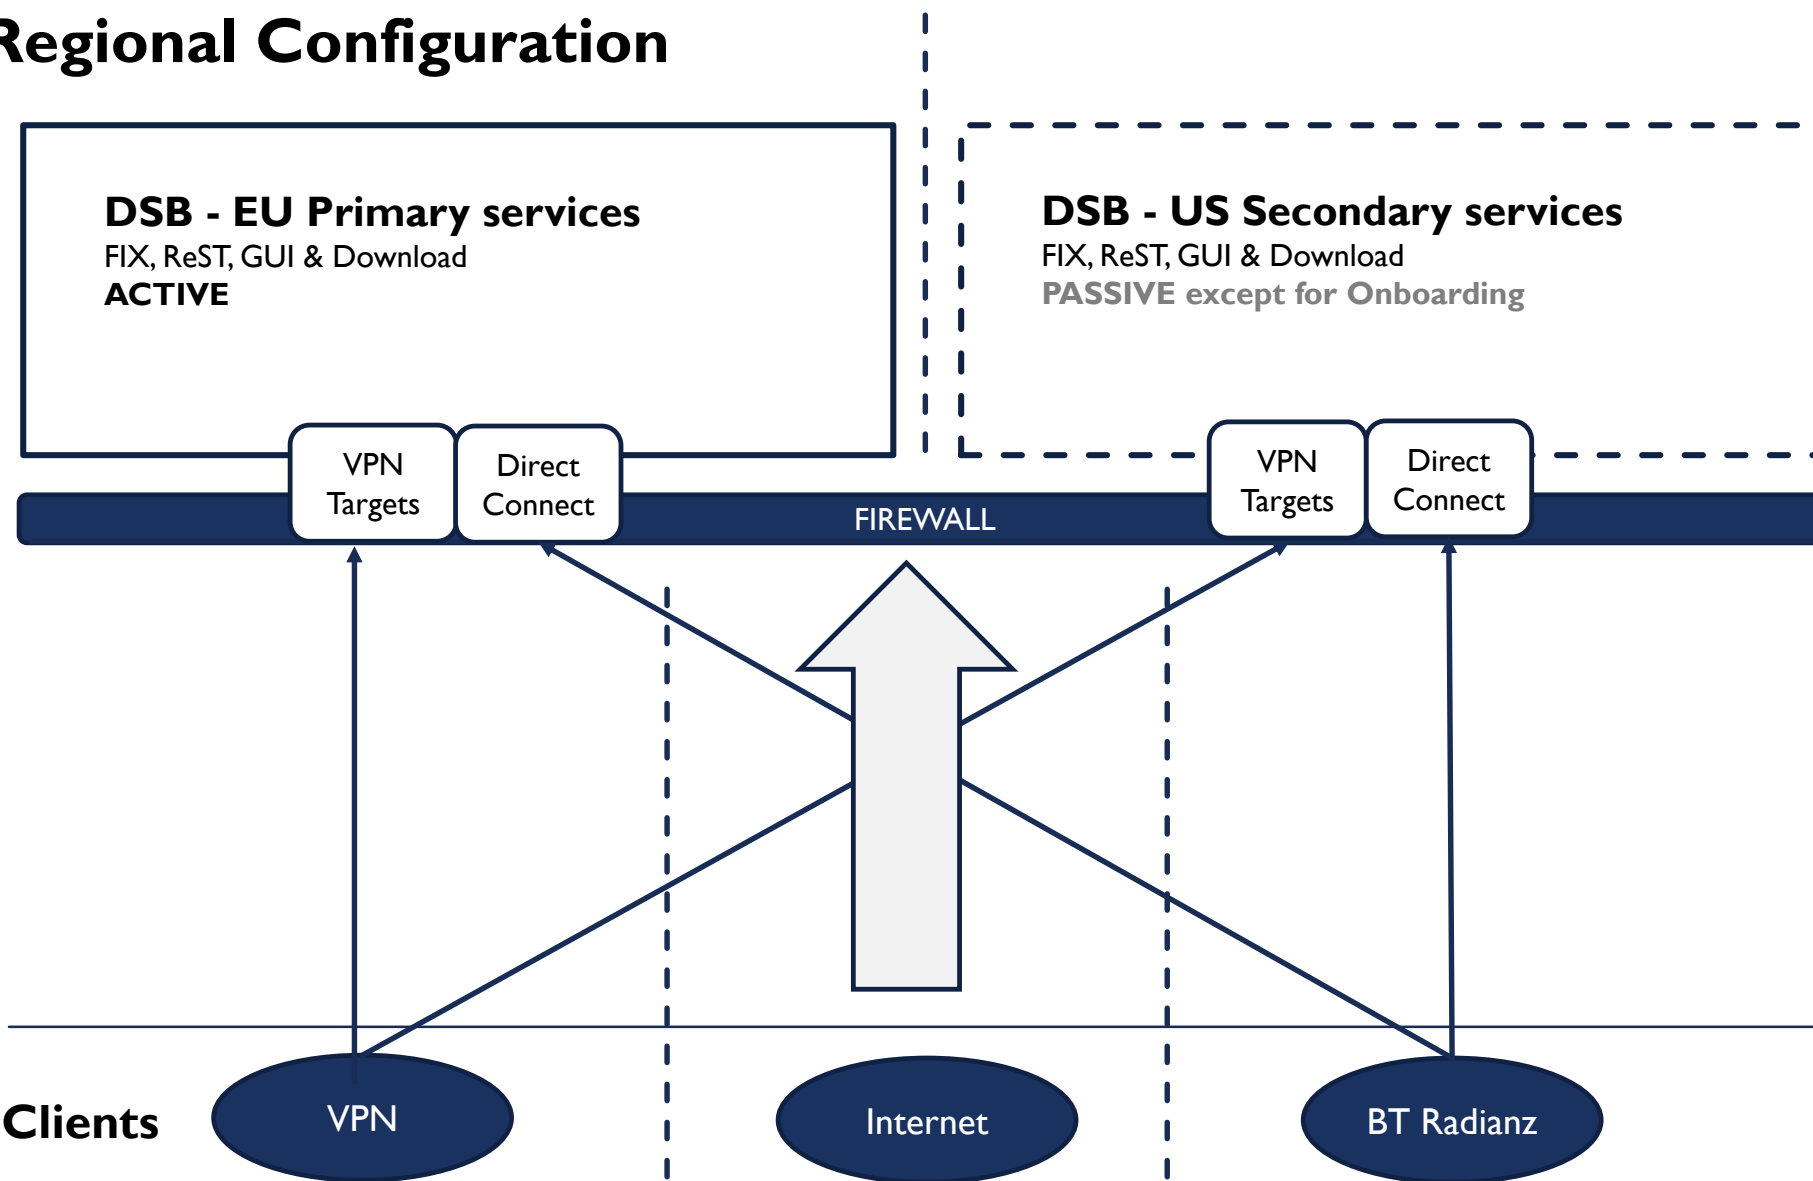 Regional Configuration
DSB - EU Primary services
FIX, ReST, GUI & Download
ACTIVE
DSB - US Secondary services
FIX, ReST, GUI & Download
PASSIVE except for Onboarding
VPN
Targets
Direct
Connect
FIREWALL
VPN
Targets
Direct
Connect
Clients
VPN
Internet
BT Radianz